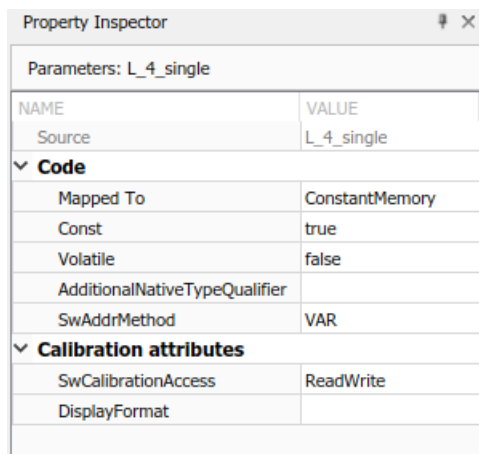 Property Inspector
Parameters: L_4_single
NAME VALUE
Source L_4_single
Code
Mapped To ConstantMemory
Const true
Volatile false
AdditionalNativeTypeQualifier
SwAddrMethod VAR
Calibration attributes
SwCalibrationAccess ReadWrite
DisplayFormat